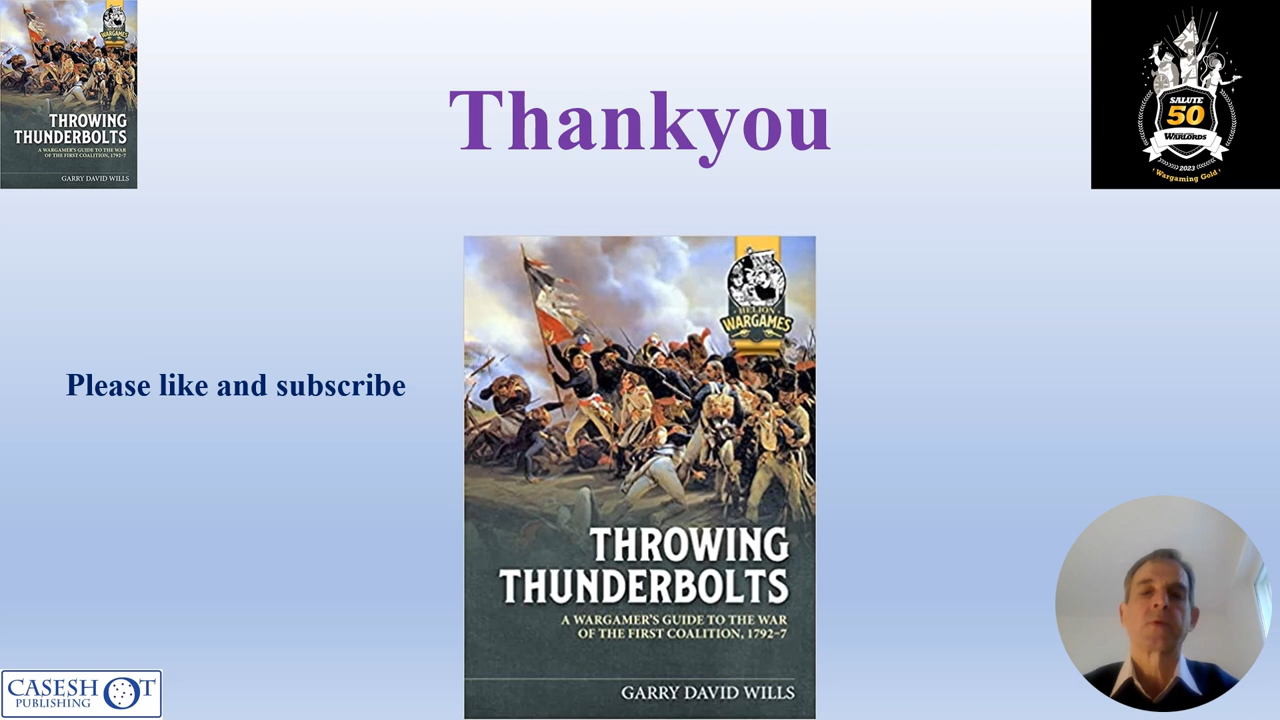 THROWING
THUNDERBOLTS
A WARGAMER'S GUIDE TO THE WAR
OF THE FIRST COALITION, 1792-7
GARRY DAVID WILLS
WARGAMES
Thankyou
SALUTE
50
WARLORDS
2023
Wargaming Gold
Please like and subscribe
HELION
WARGAMES
THROWING
THUNDERBOLTS
A WARGAMER'S GUIDE TO THE WAR
OF THE FIRST COALITION, 1792–7
GARRY DAVID WILLS
CASESHOT
PUBLISHING